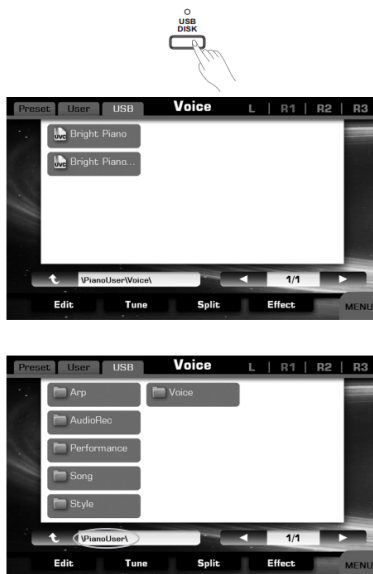 USB
DISK
Preset User USB Voice L | R1 | R2 | R3
Bright Piano
Bright Piano...
\PianoUser\Voice\ 1/1
Edit Tune Split Effect MENU
Preset User USB Voice L | R1 | R2 | R3
Arp Voice
AudioRec
Performance
Song
Style
\PianoUser\ 1/1
Edit Tune Split Effect MENU